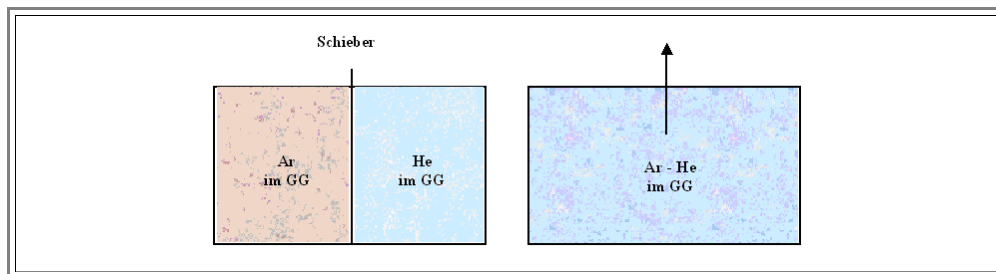 Schieber
Ar
im GG
He
im GG
Ar - He
im GG